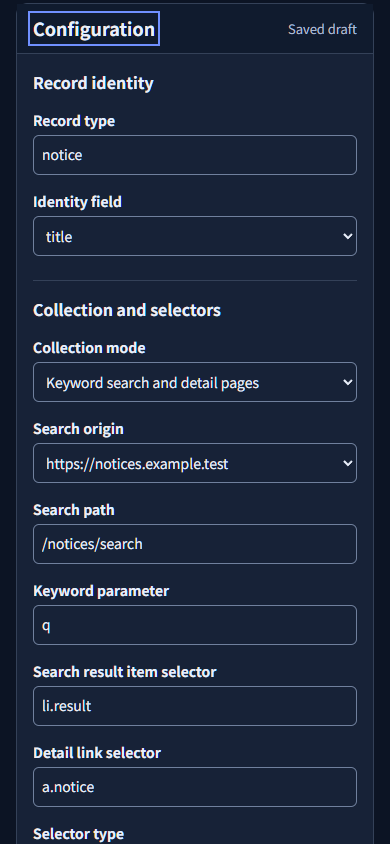 Configuration
Saved draft
Record identity
Record type
notice
Identity field
title
Collection and selectors
Collection mode
Keyword search and detail pages
Search origin
https://notices.example.test
Search path
/notices/search
Keyword parameter
q
Search result item selector
li.result
Detail link selector
a.notice
Selector type